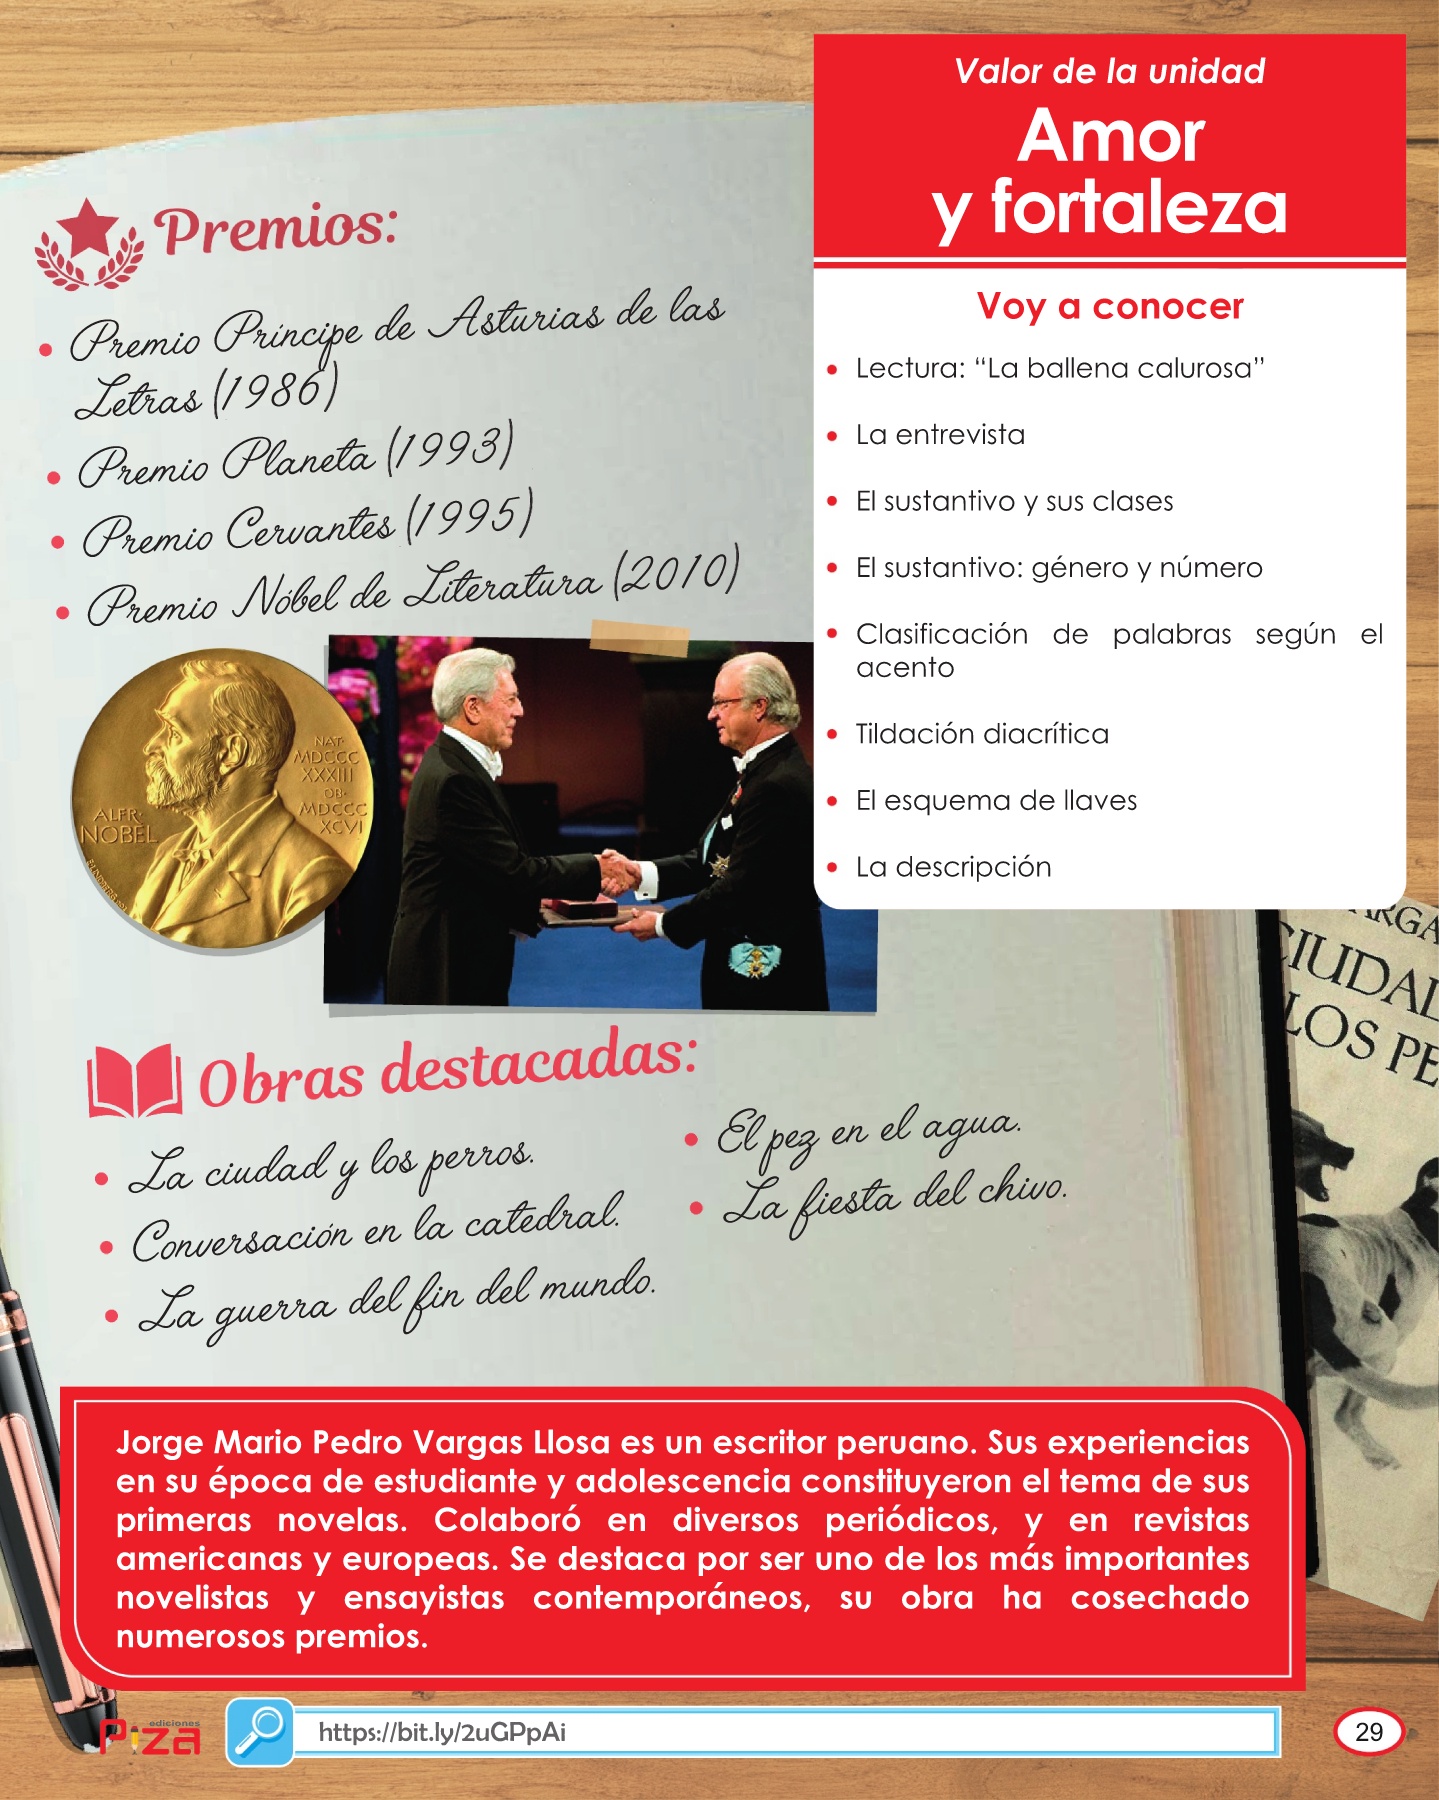 Valor de la unidad
Amor
y fortaleza
Premios:
• Premio Príncipe de Asturias de las
Letras (1986)
• Premio Planeta (1993)
• Premio Cervantes (1995)
• Premio Nóbel de Literatura (2010)
ALFR·
NOBEL
NAT·
MDCCC
XXXIII
OB·
MDCCC
XCVI
Voy a conocer
• Lectura: “La ballena calurosa”
• La entrevista
• El sustantivo y sus clases
• El sustantivo: género y número
• Clasificación de palabras según el
acento
• Tildación diacrítica
• El esquema de llaves
• La descripción
CIUDAD
LOS PE
Obras destacadas:
• La ciudad y los perros.
• Conversación en la catedral.
• La guerra del fin del mundo.
• El pez en el agua.
• La fiesta del chivo.
Jorge Mario Pedro Vargas Llosa es un escritor peruano. Sus experiencias
en su época de estudiante y adolescencia constituyeron el tema de sus
primeras novelas. Colaboró en diversos periódicos, y en revistas
americanas y europeas. Se destaca por ser uno de los más importantes
novelistas y ensayistas contemporáneos, su obra ha cosechado
numerosos premios.
ediciones
Piza
https://bit.ly/2uGPpAi
29